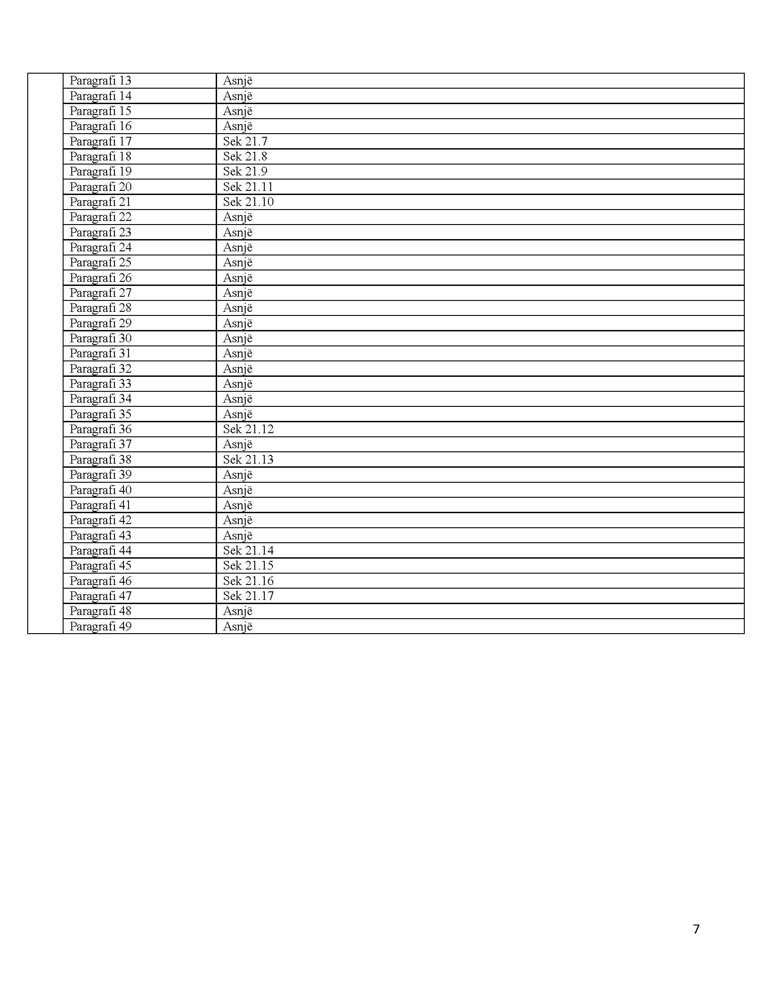 Paragrafi 13 Asnjë
Paragrafi 14 Asnjë
Paragrafi 15 Asnjë
Paragrafi 16 Asnjë
Paragrafi 17 Sek 21.7
Paragrafi 18 Sek 21.8
Paragrafi 19 Sek 21.9
Paragrafi 20 Sek 21.11
Paragrafi 21 Sek 21.10
Paragrafi 22 Asnjë
Paragrafi 23 Asnjë
Paragrafi 24 Asnjë
Paragrafi 25 Asnjë
Paragrafi 26 Asnjë
Paragrafi 27 Asnjë
Paragrafi 28 Asnjë
Paragrafi 29 Asnjë
Paragrafi 30 Asnjë
Paragrafi 31 Asnjë
Paragrafi 32 Asnjë
Paragrafi 33 Asnjë
Paragrafi 34 Asnjë
Paragrafi 35 Asnjë
Paragrafi 36 Sek 21.12
Paragrafi 37 Asnjë
Paragrafi 38 Sek 21.13
Paragrafi 39 Asnjë
Paragrafi 40 Asnjë
Paragrafi 41 Asnjë
Paragrafi 42 Asnjë
Paragrafi 43 Asnjë
Paragrafi 44 Sek 21.14
Paragrafi 45 Sek 21.15
Paragrafi 46 Sek 21.16
Paragrafi 47 Sek 21.17
Paragrafi 48 Asnjë
Paragrafi 49 Asnjë
7